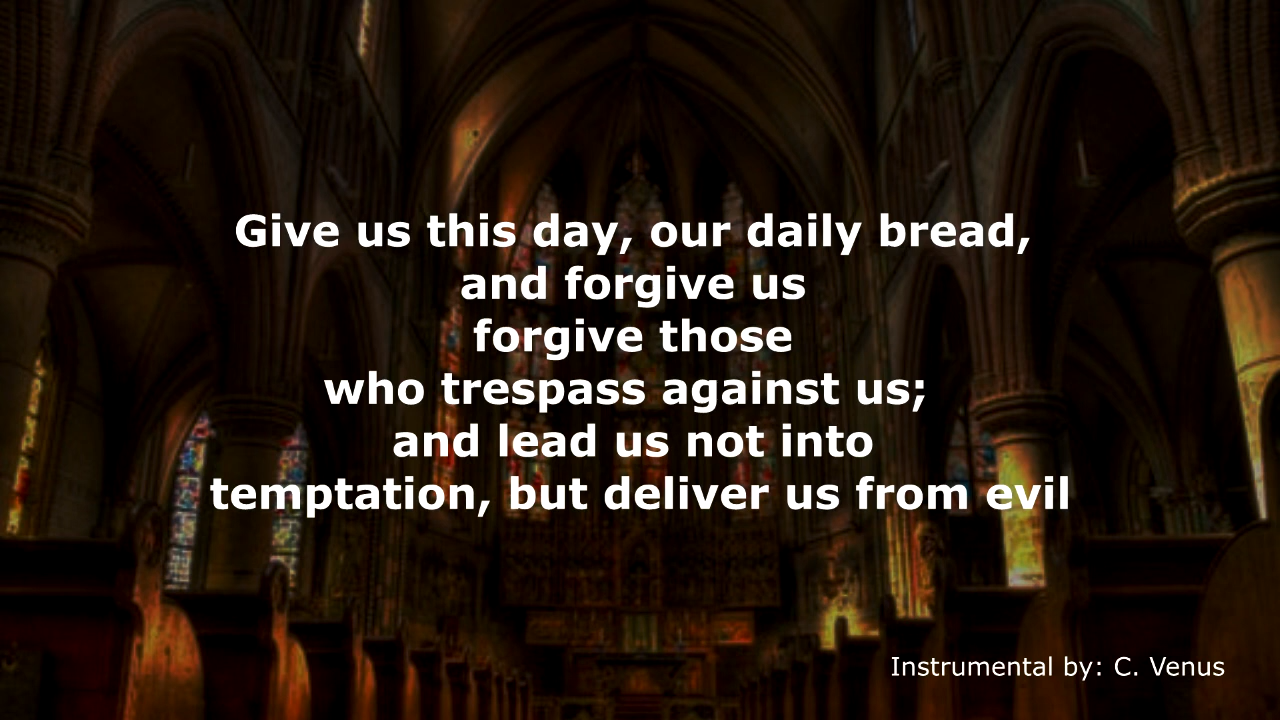 Give us this day, our daily bread,
and forgive us
forgive those
who trespass against us;
and lead us not into
temptation, but deliver us from evil
Instrumental by: C. Venus